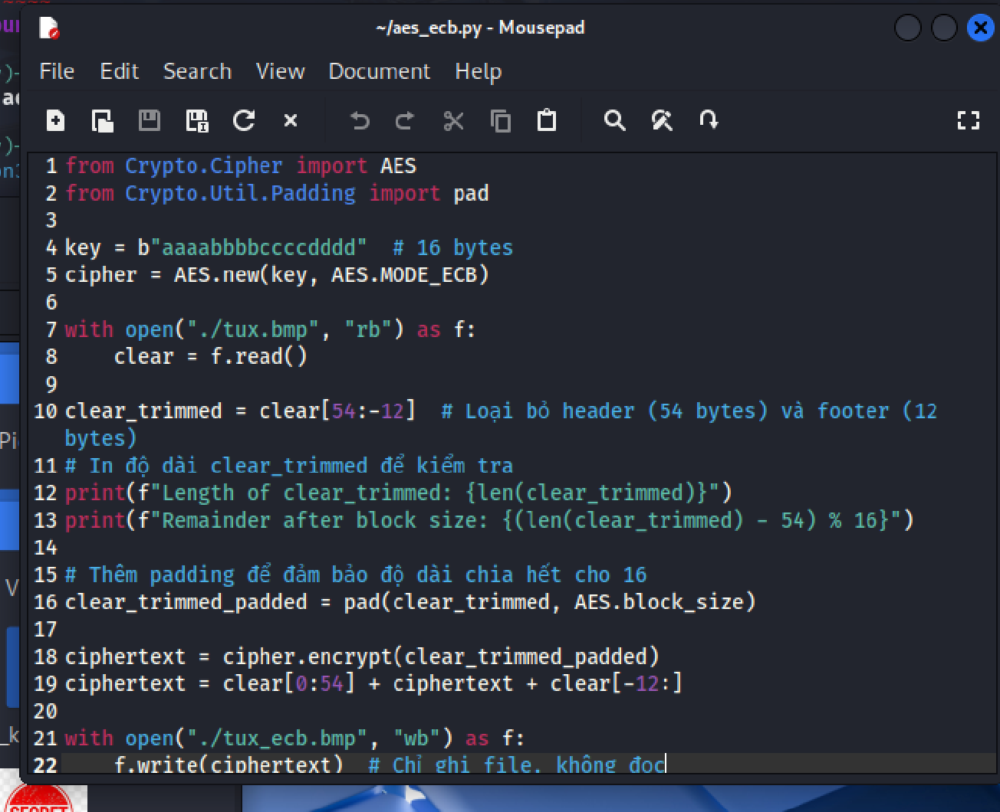 ~/aes_ecb.py - Mousepad
File Edit Search View Document Help
1 from Crypto.Cipher import AES
2 from Crypto.Util.Padding import pad
3
4 key = b"aaaabbbbccccdddd"  # 16 bytes
5 cipher = AES.new(key, AES.MODE_ECB)
6
7 with open("./tux.bmp", "rb") as f:
8     clear = f.read()
9
10 clear_trimmed = clear[54:-12]  # Loại bỏ header (54 bytes) và footer (12
bytes)
11 # In độ dài clear_trimmed để kiểm tra
12 print(f"Length of clear_trimmed: {len(clear_trimmed)}")
13 print(f"Remainder after block size: {(len(clear_trimmed) - 54) % 16}")
14
15 # Thêm padding để đảm bảo độ dài chia hết cho 16
16 clear_trimmed_padded = pad(clear_trimmed, AES.block_size)
17
18 ciphertext = cipher.encrypt(clear_trimmed_padded)
19 ciphertext = clear[0:54] + ciphertext + clear[-12:]
20
21 with open("./tux_ecb.bmp", "wb") as f:
22     f.write(ciphertext)  # Chỉ ghi file, không đọc
SECRET